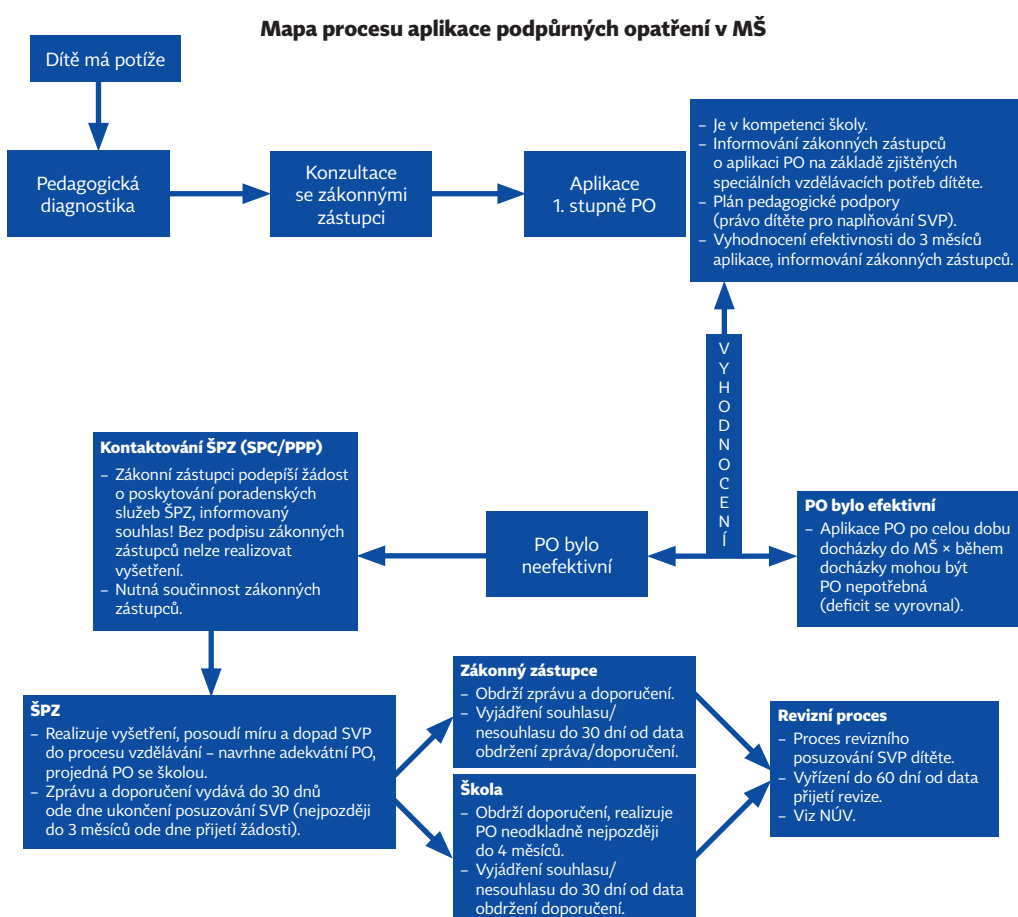 Mapa procesu aplikace podpůrných opatření v MŠ
Dítě má potíže
Pedagogická
diagnostika
Konzultace
se zákonnými
zástupci
Aplikace
1. stupně PO
– Je v kompetenci školy.
– Informování zákonných zástupců
o aplikaci PO na základě zjištěných
speciálních vzdělávacích potřeb dítěte.
– Plán pedagogické podpory
(právo dítěte pro naplňování SVP).
– Vyhodnocení efektivnosti do 3 měsíců
aplikace, informování zákonných zástupců.
VYHODNOCENÍ
Kontaktování ŠPZ (SPC/PPP)
– Zákonní zástupci podepíší žádost
o poskytování poradenských
služeb ŠPZ, informovaný
souhlas! Bez podpisu zákonných
zástupců nelze realizovat
vyšetření.
– Nutná součinnost zákonných
zástupců.
PO bylo
neefektivní
PO bylo efektivní
– Aplikace PO po celou dobu
docházky do MŠ × během
docházky mohou být
PO nepotřebná
(deficit se vyrovnal).
ŠPZ
– Realizuje vyšetření, posoudí míru a dopad SVP
do procesu vzdělávání – navrhne adekvátní PO,
projedná PO se školou.
– Zprávu a doporučení vydává do 30 dnů
ode dne ukončení posuzování SVP (nejpozději
do 3 měsíců ode dne přijetí žádosti).
Zákonný zástupce
– Obdrží zprávu a doporučení.
– Vyjádření souhlasu/
nesouhlasu do 30 dní od data
obdržení zpráva/doporučení.
Škola
– Obdrží doporučení, realizuje
PO neodkladně nejpozději
do 4 měsíců.
– Vyjádření souhlasu/
nesouhlasu do 30 dní od data
obdržení doporučení.
Revizní proces
– Proces revizního
posuzování SVP dítěte.
– Vyřízení do 60 dní od data
přijetí revize.
– Viz NÚV.